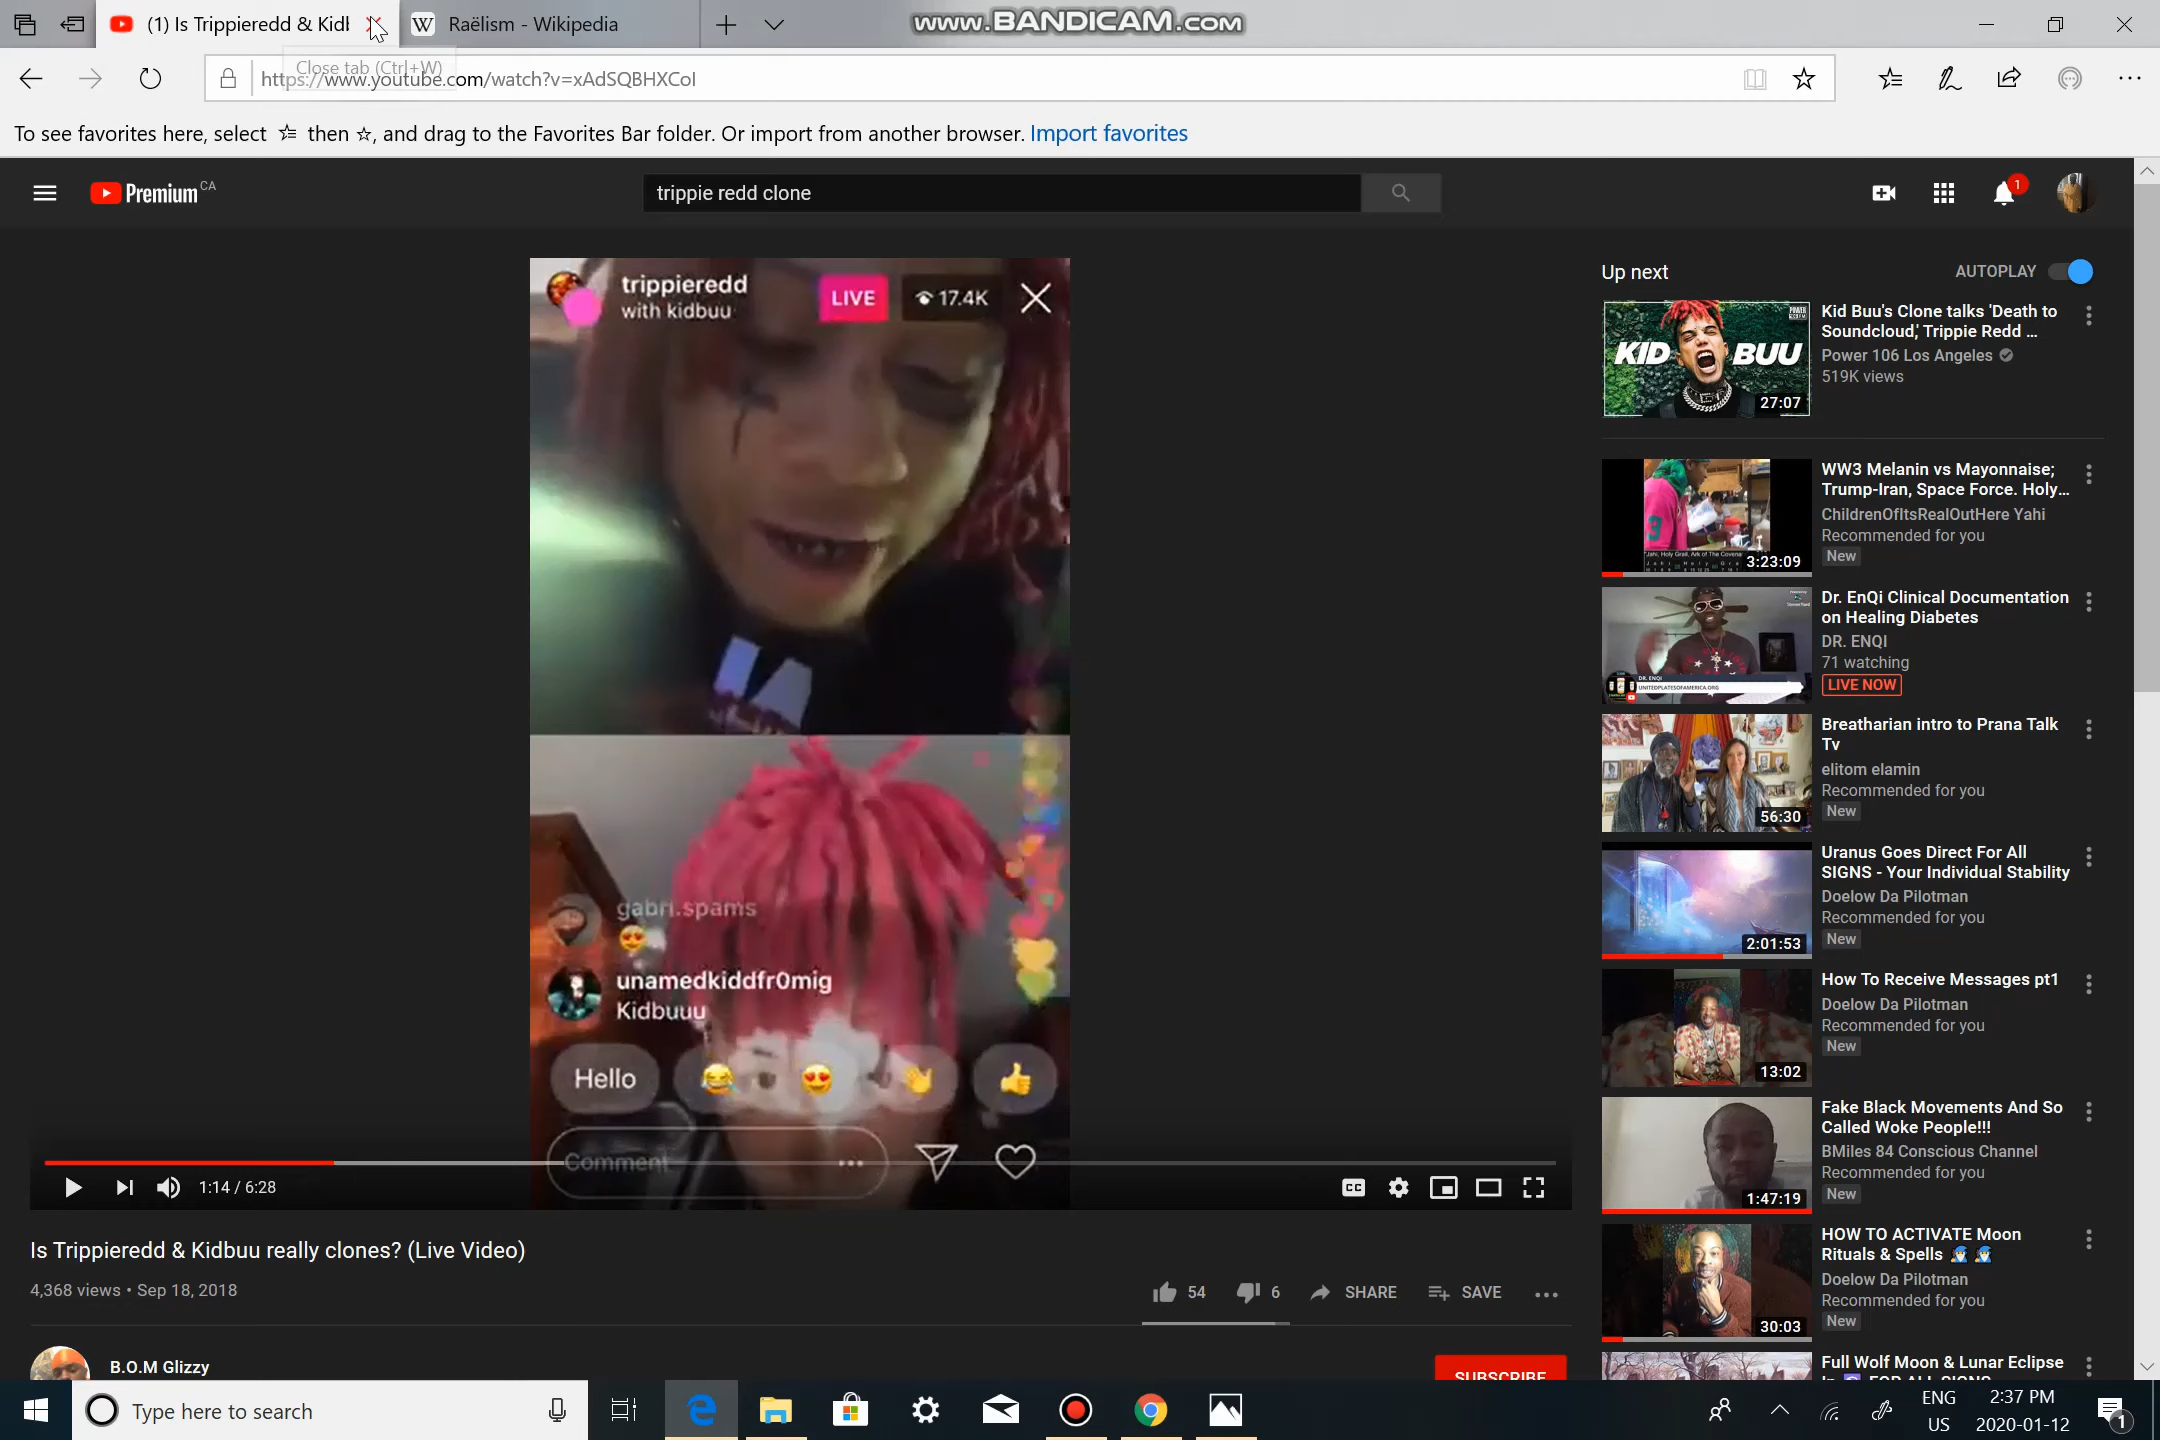 (1) Is Trippieredd & Kidb
Raëlism - Wikipedia
www.BANDICAM.com
Close tab (Ctrl+W)
https://www.youtube.com/watch?v=xAdSQBHXCoI
To see favorites here, select then ☆, and drag to the Favorites Bar folder. Or import from another browser. Import favorites
Premium CA
trippie redd clone
1
trippieredd
with kidbuu
LIVE
17.4K
gabri.spams
unamedkiddfr0mig
Kidbuuu
Hello
Comment
1:14 / 6:28
CC
Is Trippieredd & Kidbuu really clones? (Live Video)
4,368 views • Sep 18, 2018
54
6
SHARE
SAVE
B.O.M Glizzy
SUBSCRIBE
Up next
AUTOPLAY
KID BUU
27:07
Kid Buu's Clone talks 'Death to
Soundcloud,' Trippie Redd ...
Power 106 Los Angeles
519K views
3:23:09
WW3 Melanin vs Mayonnaise;
Trump-Iran, Space Force. Holy...
ChildrenOfItsRealOutHere Yahi
Recommended for you
New
Dr. EnQi Clinical Documentation
on Healing Diabetes
DR. ENQI
71 watching
LIVE NOW
56:30
Breatharian intro to Prana Talk
Tv
elitom elamin
Recommended for you
New
2:01:53
Uranus Goes Direct For All
SIGNS - Your Individual Stability
Doelow Da Pilotman
Recommended for you
New
13:02
How To Receive Messages pt1
Doelow Da Pilotman
Recommended for you
New
1:47:19
Fake Black Movements And So
Called Woke People!!!
BMiles 84 Conscious Channel
Recommended for you
New
30:03
HOW TO ACTIVATE Moon
Rituals & Spells
Doelow Da Pilotman
Recommended for you
New
Full Wolf Moon & Lunar Eclipse
Type here to search
ENG
US
2:37 PM
2020-01-12
1